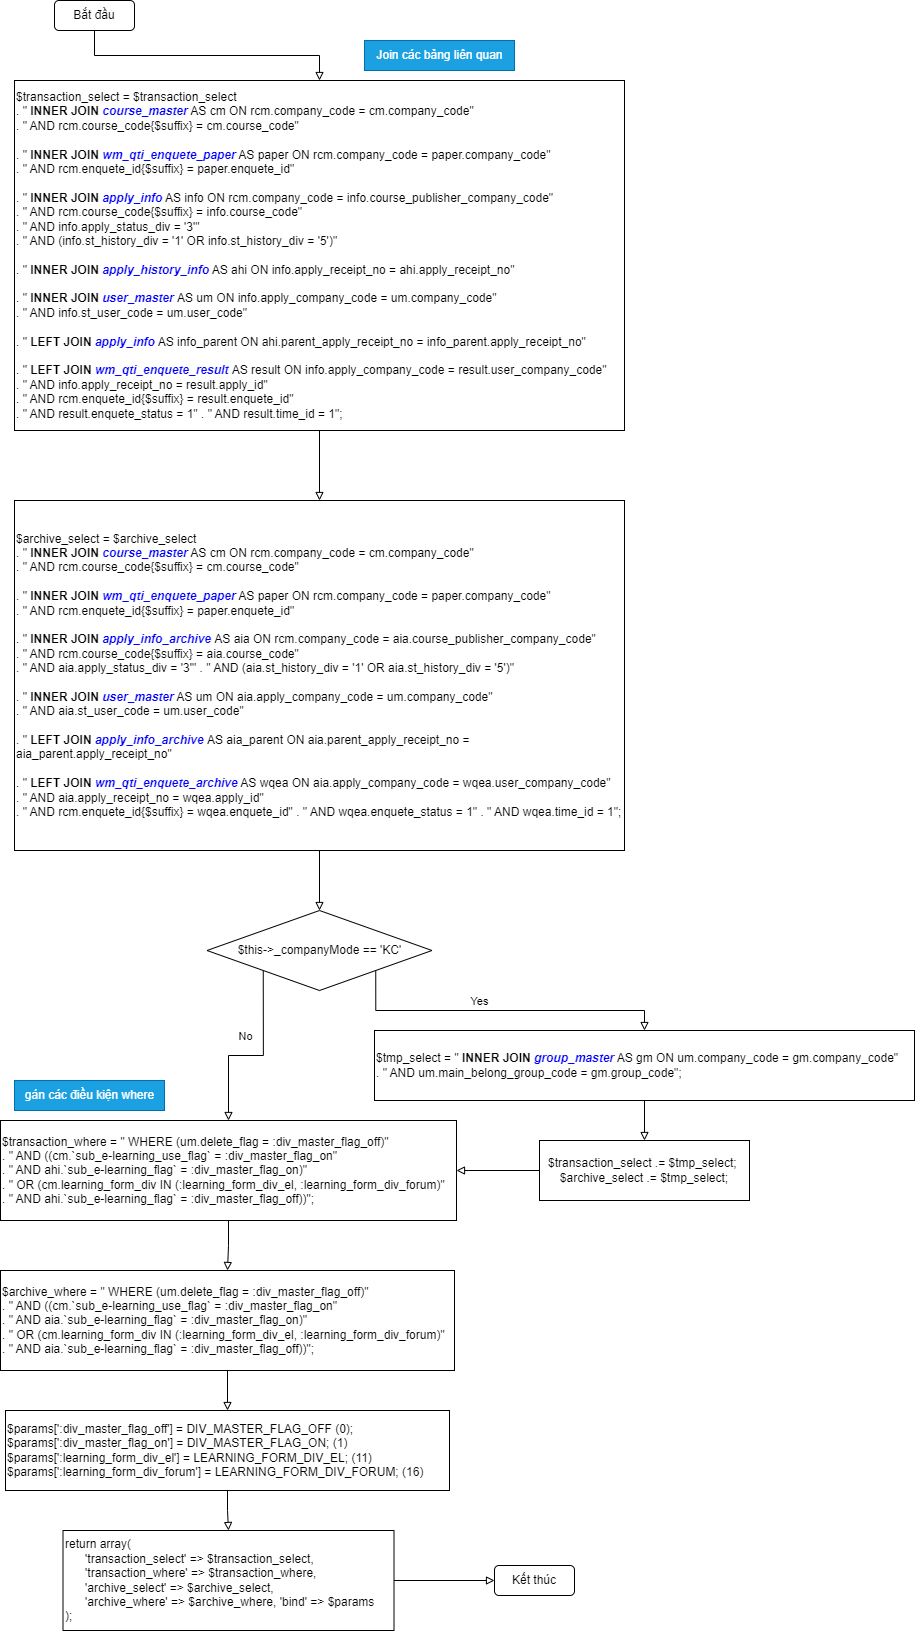 Bắt đầu
Join các bảng liên quan
$transaction_select = $transaction_select
. " INNER JOIN course_master AS cm ON rcm.company_code = cm.company_code"
. " AND rcm.course_code{$suffix} = cm.course_code"
. " INNER JOIN wm_qti_enquete_paper AS paper ON rcm.company_code = paper.company_code"
. " AND rcm.enquete_id{$suffix} = paper.enquete_id"
. " INNER JOIN apply_info AS info ON rcm.company_code = info.course_publisher_company_code"
. " AND rcm.course_code{$suffix} = info.course_code"
. " AND info.apply_status_div = '3'"
. " AND (info.st_history_div = '1' OR info.st_history_div = '5')"
. " INNER JOIN apply_history_info AS ahi ON info.apply_receipt_no = ahi.apply_receipt_no"
. " INNER JOIN user_master AS um ON info.apply_company_code = um.company_code"
. " AND info.st_user_code = um.user_code"
. " LEFT JOIN apply_info AS info_parent ON ahi.parent_apply_receipt_no = info_parent.apply_receipt_no"
. " LEFT JOIN wm_qti_enquete_result AS result ON info.apply_company_code = result.user_company_code"
. " AND info.apply_receipt_no = result.apply_id"
. " AND rcm.enquete_id{$suffix} = result.enquete_id"
. " AND result.enquete_status = 1" . " AND result.time_id = 1";
$archive_select = $archive_select
. " INNER JOIN course_master AS cm ON rcm.company_code = cm.company_code"
. " AND rcm.course_code{$suffix} = cm.course_code"
. " INNER JOIN wm_qti_enquete_paper AS paper ON rcm.company_code = paper.company_code"
. " AND rcm.enquete_id{$suffix} = paper.enquete_id"
. " INNER JOIN apply_info_archive AS aia ON rcm.company_code = aia.course_publisher_company_code"
. " AND rcm.course_code{$suffix} = aia.course_code"
. " AND aia.apply_status_div = '3'" . " AND (aia.st_history_div = '1' OR aia.st_history_div = '5')"
. " INNER JOIN user_master AS um ON aia.apply_company_code = um.company_code"
. " AND aia.st_user_code = um.user_code"
. " LEFT JOIN apply_info_archive AS aia_parent ON aia.parent_apply_receipt_no =
aia_parent.apply_receipt_no"
. " LEFT JOIN wm_qti_enquete_archive AS wqea ON aia.apply_company_code = wqea.user_company_code"
. " AND aia.apply_receipt_no = wqea.apply_id"
. " AND rcm.enquete_id{$suffix} = wqea.enquete_id" . " AND wqea.enquete_status = 1" . " AND wqea.time_id = 1";
$this->_companyMode == 'KC'
Yes
No
$tmp_select = " INNER JOIN group_master AS gm ON um.company_code = gm.company_code"
. " AND um.main_belong_group_code = gm.group_code";
gán các điều kiện where
$transaction_select .= $tmp_select;
$archive_select .= $tmp_select;
$transaction_where = " WHERE (um.delete_flag = :div_master_flag_off)"
. " AND ((cm.`sub_e-learning_use_flag` = :div_master_flag_on"
. " AND ahi.`sub_e-learning_flag` = :div_master_flag_on)"
. " OR (cm.learning_form_div IN (:learning_form_div_el, :learning_form_div_forum)"
. " AND ahi.`sub_e-learning_flag` = :div_master_flag_off))";
$archive_where = " WHERE (um.delete_flag = :div_master_flag_off)"
. " AND ((cm.`sub_e-learning_use_flag` = :div_master_flag_on"
. " AND aia.`sub_e-learning_flag` = :div_master_flag_on)"
. " OR (cm.learning_form_div IN (:learning_form_div_el, :learning_form_div_forum)"
. " AND aia.`sub_e-learning_flag` = :div_master_flag_off))";
$params[':div_master_flag_off'] = DIV_MASTER_FLAG_OFF (0);
$params[':div_master_flag_on'] = DIV_MASTER_FLAG_ON; (1)
$params[':learning_form_div_el'] = LEARNING_FORM_DIV_EL; (11)
$params[':learning_form_div_forum'] = LEARNING_FORM_DIV_FORUM; (16)
return array(
'transaction_select' => $transaction_select,
'transaction_where' => $transaction_where,
'archive_select' => $archive_select,
'archive_where' => $archive_where, 'bind' => $params
);
Kết thúc